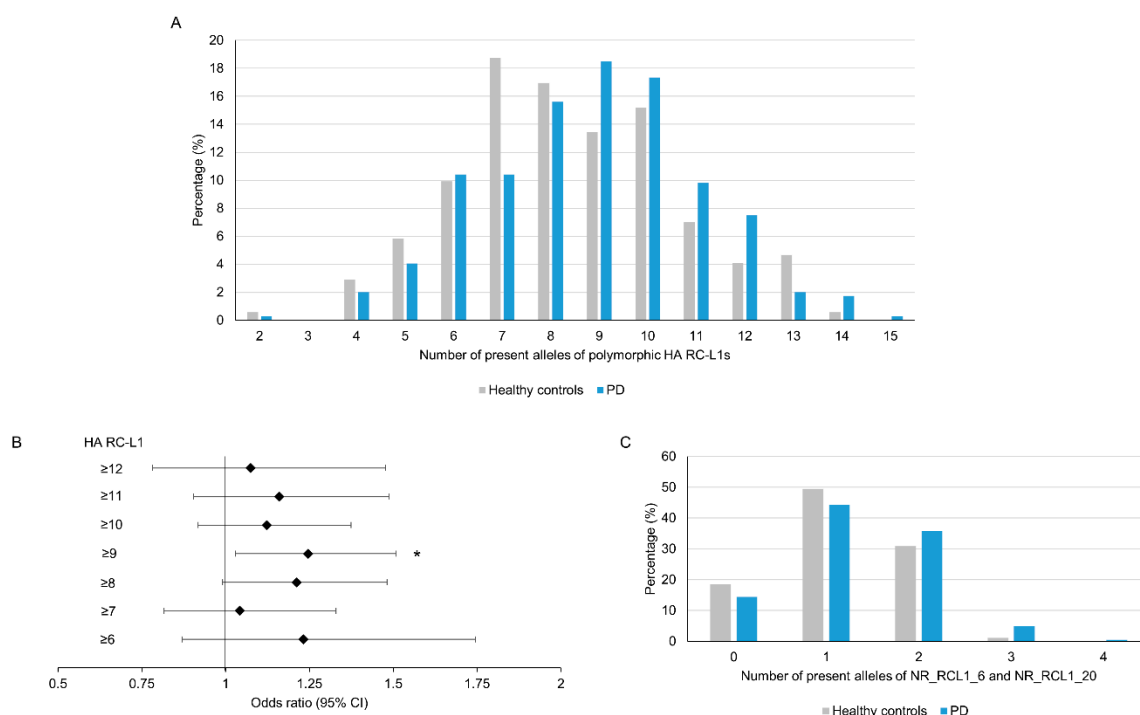 A
20
18
16
14
12
10
8
6
4
2
0
Percentage (%)
2 3 4 5 6 7 8 9 10 11 12 13 14 15
Number of present alleles of polymorphic HA RC-L1s
Healthy controls PD
B
HA RC-L1
≥12
≥11
≥10
≥9 *
≥8
≥7
≥6
0.5 0.75 1 1.25 1.5 1.75 2
Odds ratio (95% CI)
C
60
50
40
30
20
10
0
Percentage (%)
0 1 2 3 4
Number of present alleles of NR_RCL1_6 and NR_RCL1_20
Healthy controls PD